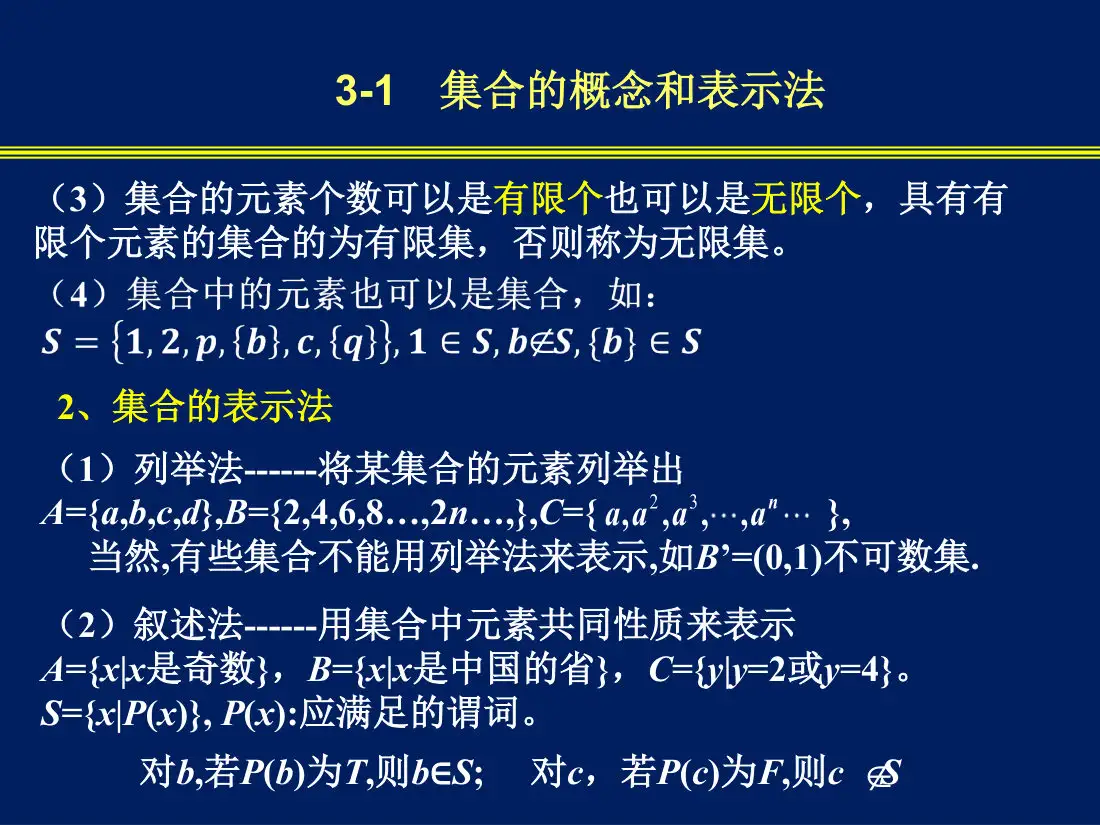 3-1 集合的概念和表示法
（3）集合的元素个数可以是有限个也可以是无限个，具有有
限个元素的集合的为有限集，否则称为无限集。
（4）集合中的元素也可以是集合，如：
S = {1, 2, p, {b}, c, {q}}, 1 ∈ S, b∉S, {b} ∈ S
2、集合的表示法
（1）列举法------将某集合的元素列举出
A={a,b,c,d},B={2,4,6,8…,2n…,},C={ a,a²,a³,⋯,aⁿ⋯ },
当然,有些集合不能用列举法来表示,如B’=(0,1)不可数集.
（2）叙述法------用集合中元素共同性质来表示
A={x|x是奇数}，B={x|x是中国的省}，C={y|y=2或y=4}。
S={x|P(x)}, P(x):应满足的谓词。
对b,若P(b)为T,则b∈S; 对c，若P(c)为F,则c ∉S